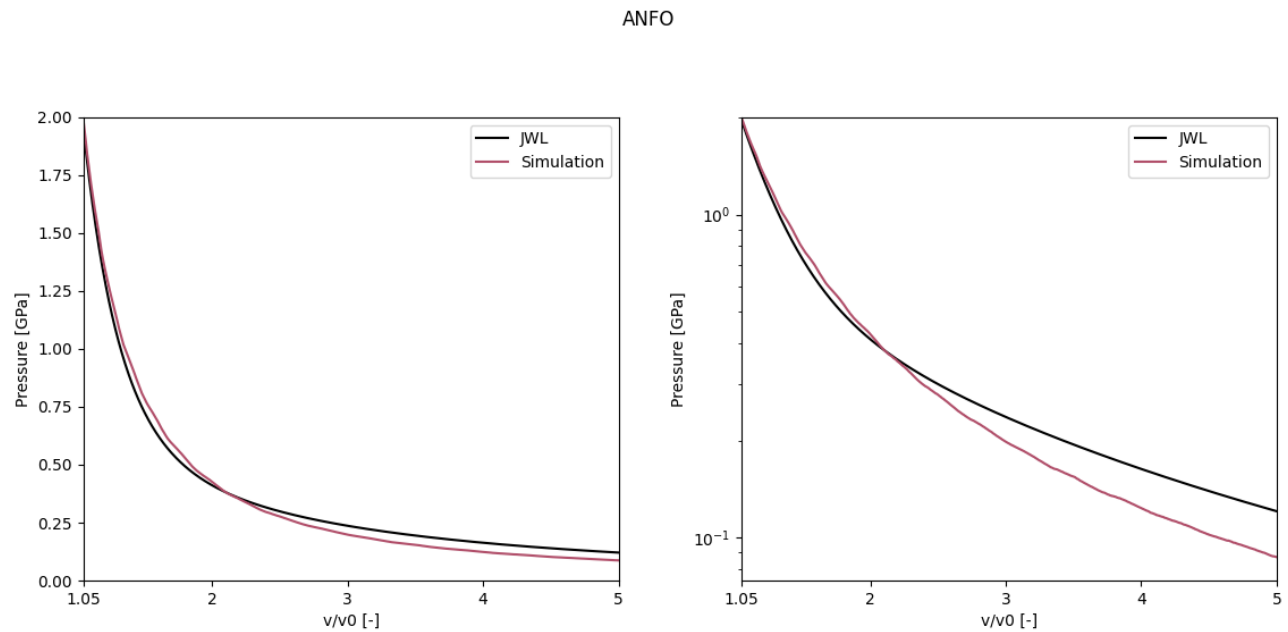 ANFO
2.00
1.75
1.50
1.25
1.00
0.75
0.50
0.25
0.00
Pressure [GPa]
1.05
2
3
4
5
v/v0 [-]
JWL
Simulation
10⁰
10⁻¹
Pressure [GPa]
1.05
2
3
4
5
v/v0 [-]
JWL
Simulation